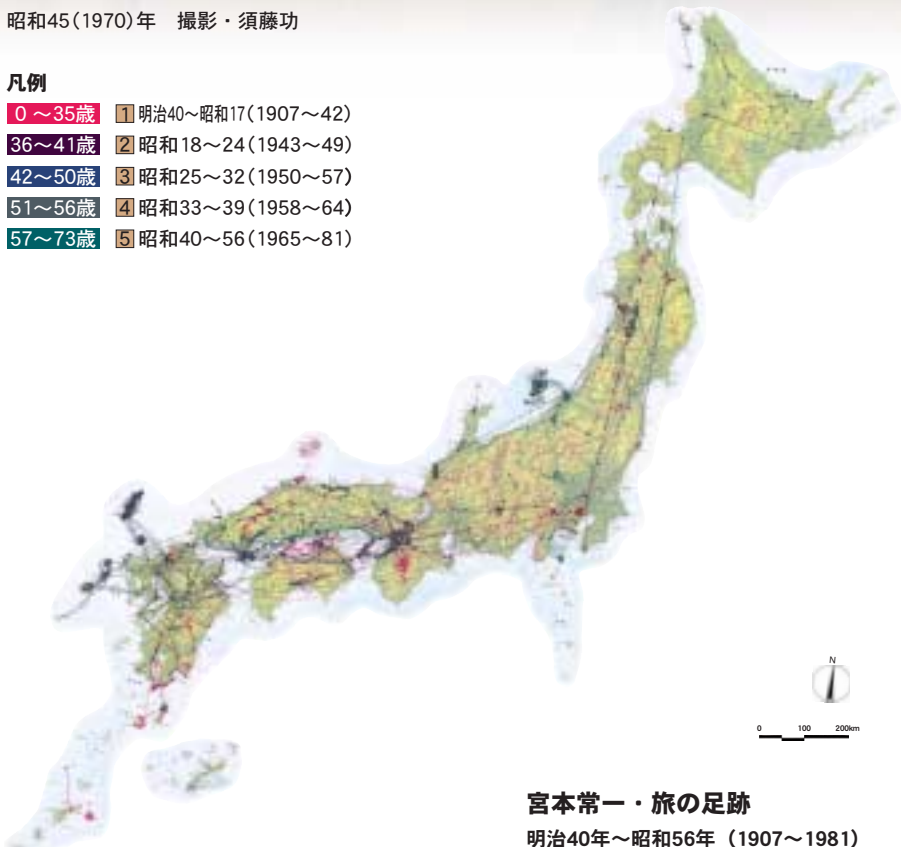 昭和45(1970)年　撮影・須藤功
凡例
0～35歳 1 明治40～昭和17(1907～42)
36～41歳 2 昭和18～24(1943～49)
42～50歳 3 昭和25～32(1950～57)
51～56歳 4 昭和33～39(1958～64)
57～73歳 5 昭和40～56(1965～81)
N
0 100 200km
宮本常一・旅の足跡
明治40年～昭和56年（1907～1981）